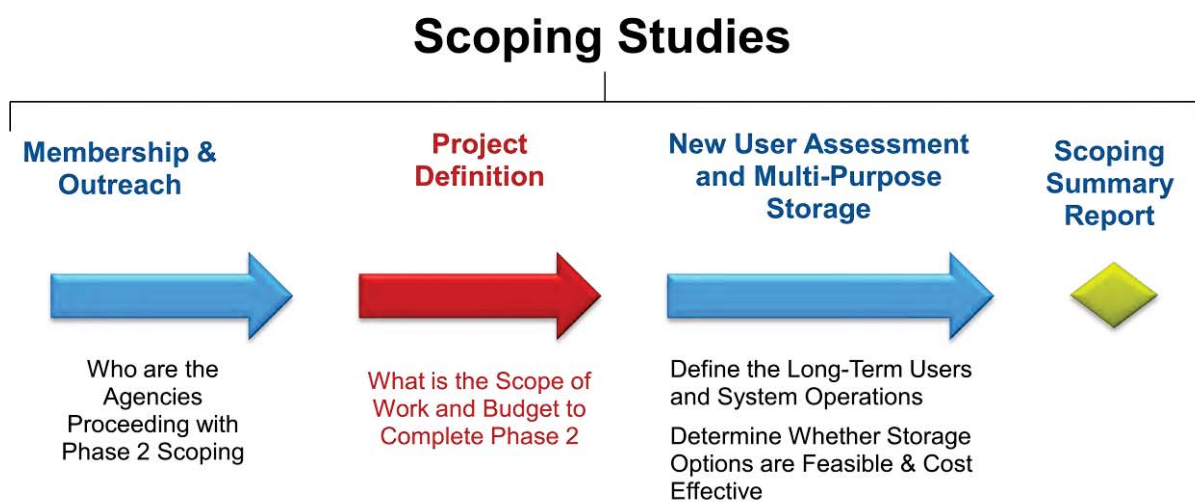 Scoping Studies
Membership &
Outreach
Project
Definition
New User Assessment
and Multi-Purpose
Storage
Scoping
Summary
Report
Who are the
Agencies
Proceeding with
Phase 2 Scoping
What is the Scope of
Work and Budget to
Complete Phase 2
Define the Long-Term Users
and System Operations
Determine Whether Storage
Options are Feasible & Cost
Effective